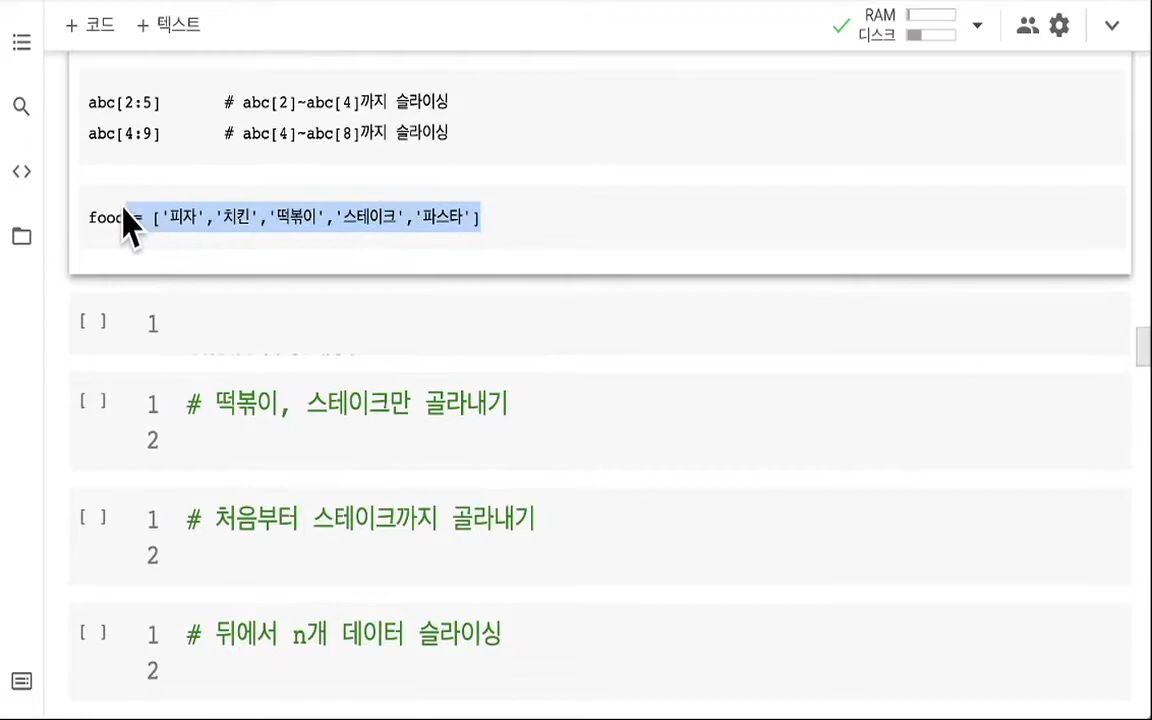 + 코드 + 텍스트
RAM
디스크
abc[2:5] # abc[2]~abc[4]까지 슬라이싱
abc[4:9] # abc[4]~abc[8]까지 슬라이싱
food = ['피자','치킨','떡볶이','스테이크','파스타']
[ ] 1
[ ] 1 # 떡볶이, 스테이크만 골라내기
2
[ ] 1 # 처음부터 스테이크까지 골라내기
2
[ ] 1 # 뒤에서 n개 데이터 슬라이싱
2